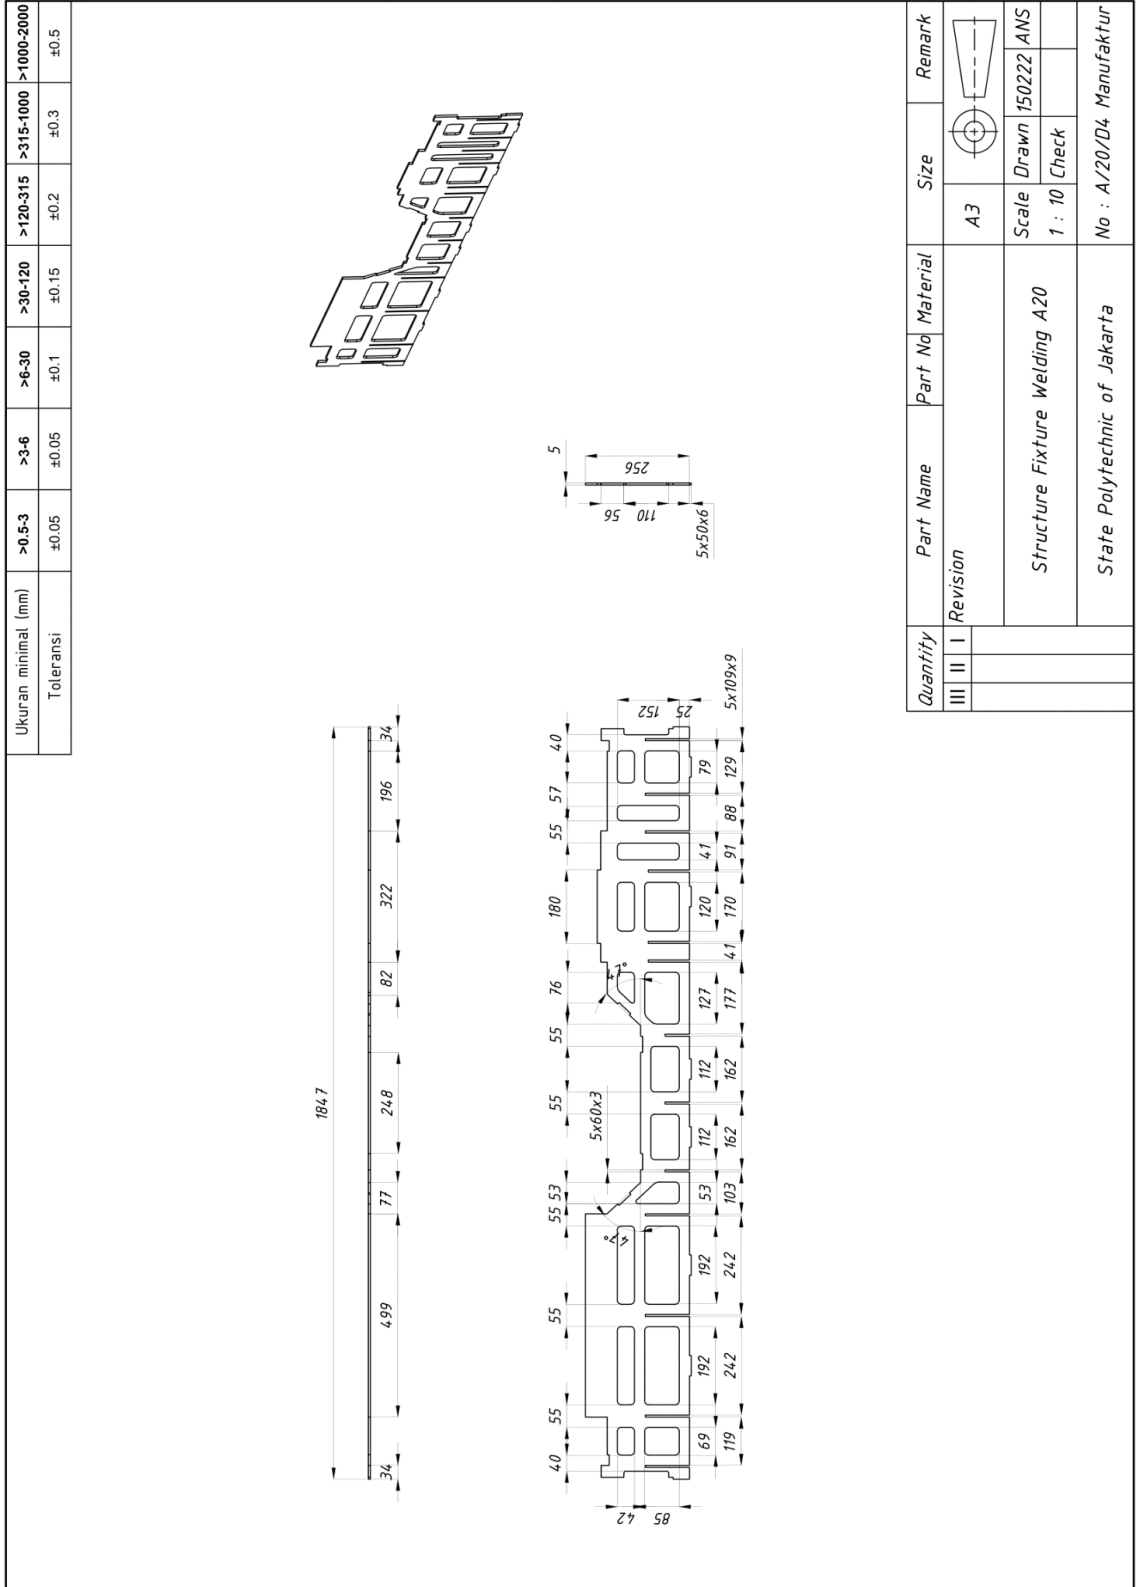 Ukuran minimal (mm) >0.5-3 >3-6 >6-30 >30-120 >120-315 >315-1000 >1000-2000
Toleransi ±0.05 ±0.05 ±0.1 ±0.15 ±0.2 ±0.3 ±0.5
1847
34 499 77 248 82 322 196 34
5
256
56 110
5x50x6
40 55 55 55 53 55 55 76 180 55 57 40
5x60x3
47° 47°
42 85
152 25
69 192 192 53 112 112 127 120 41 79
119 242 242 103 162 162 177 41 170 91 88 129
5x109x9
Quantity Part Name Part No Material Size Remark
III II I Revision
A3
Structure Fixture Welding A20
Scale Drawn 150222 ANS
1 : 10 Check
State Polytechnic of Jakarta
No : A/20/D4 Manufaktur